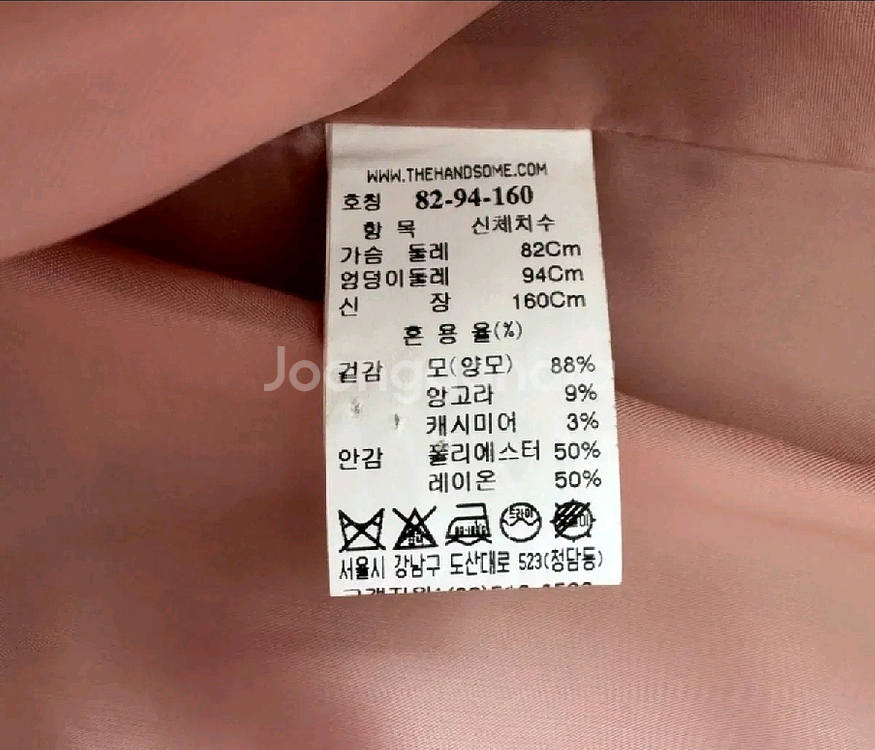 WWW.THEHANDSOME.COM
호칭 82-94-160
항 목 신체치수
가슴 둘레 82Cm
엉덩이둘레 94Cm
신 장 160Cm
혼 용 율(%)
겉감 모(양모) 88%
앙고라 9%
캐시미어 3%
안감 폴리에스터 50%
레이온 50%
드라이
서울시 강남구 도산대로 523(청담동)